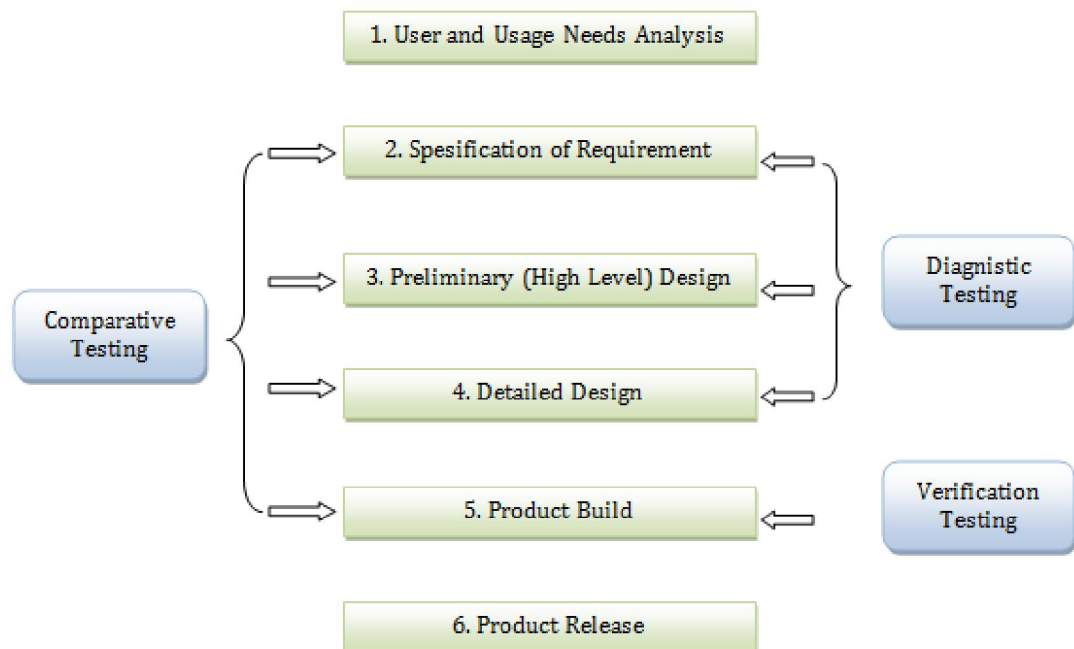 1. User and Usage Needs Analysis
2. Spesification of Requirement
3. Preliminary (High Level) Design
Diagnistic
Testing
Comparative
Testing
4. Detailed Design
5. Product Build
Verification
Testing
6. Product Release